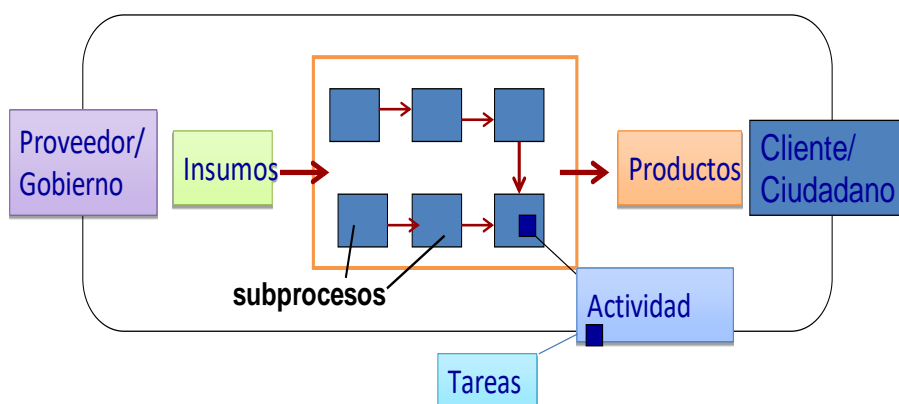 Proveedor/
Gobierno
Insumos
Productos
Cliente/
Ciudadano
subprocesos
Actividad
Tareas